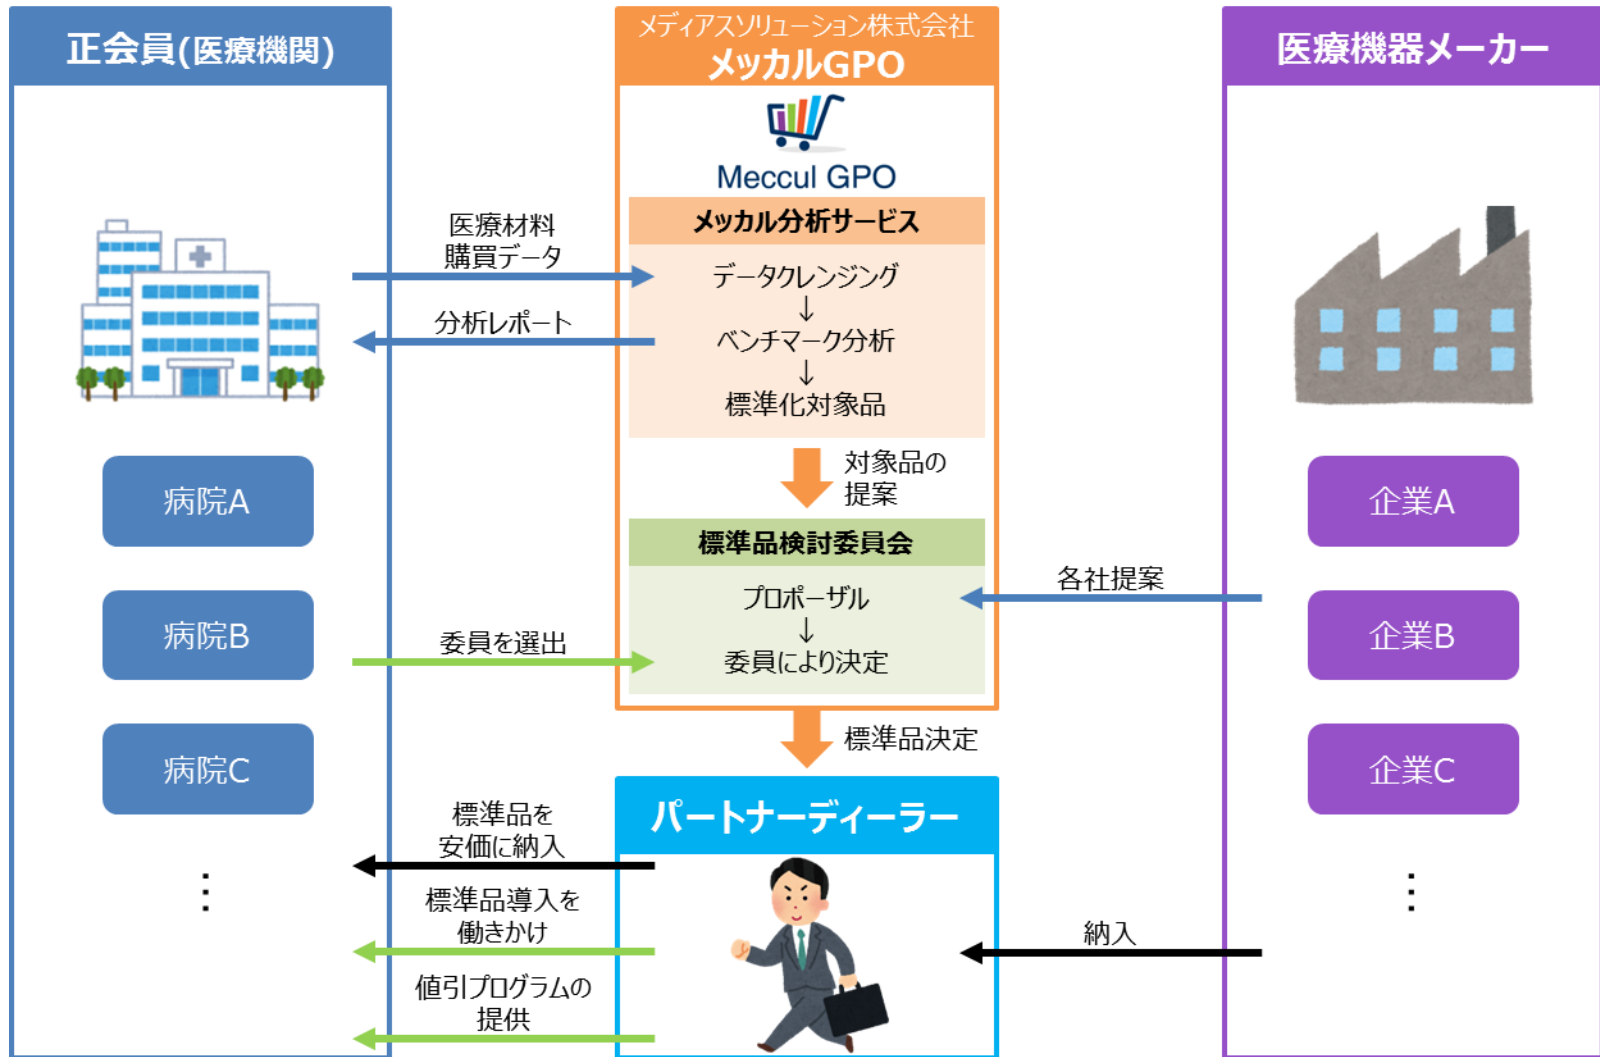 正会員(医療機関)
病院A
病院B
病院C
⋮
医療材料
購買データ
分析レポート
委員を選出
標準品を
安価に納入
標準品導入を
働きかけ
値引プログラムの
提供
メディアスソリューション株式会社
メッカルGPO
Meccul GPO
メッカル分析サービス
データクレンジング
↓
ベンチマーク分析
↓
標準化対象品
対象品の
提案
標準品検討委員会
プロポーザル
↓
委員により決定
標準品決定
パートナーディーラー
各社提案
納入
医療機器メーカー
企業A
企業B
企業C
⋮